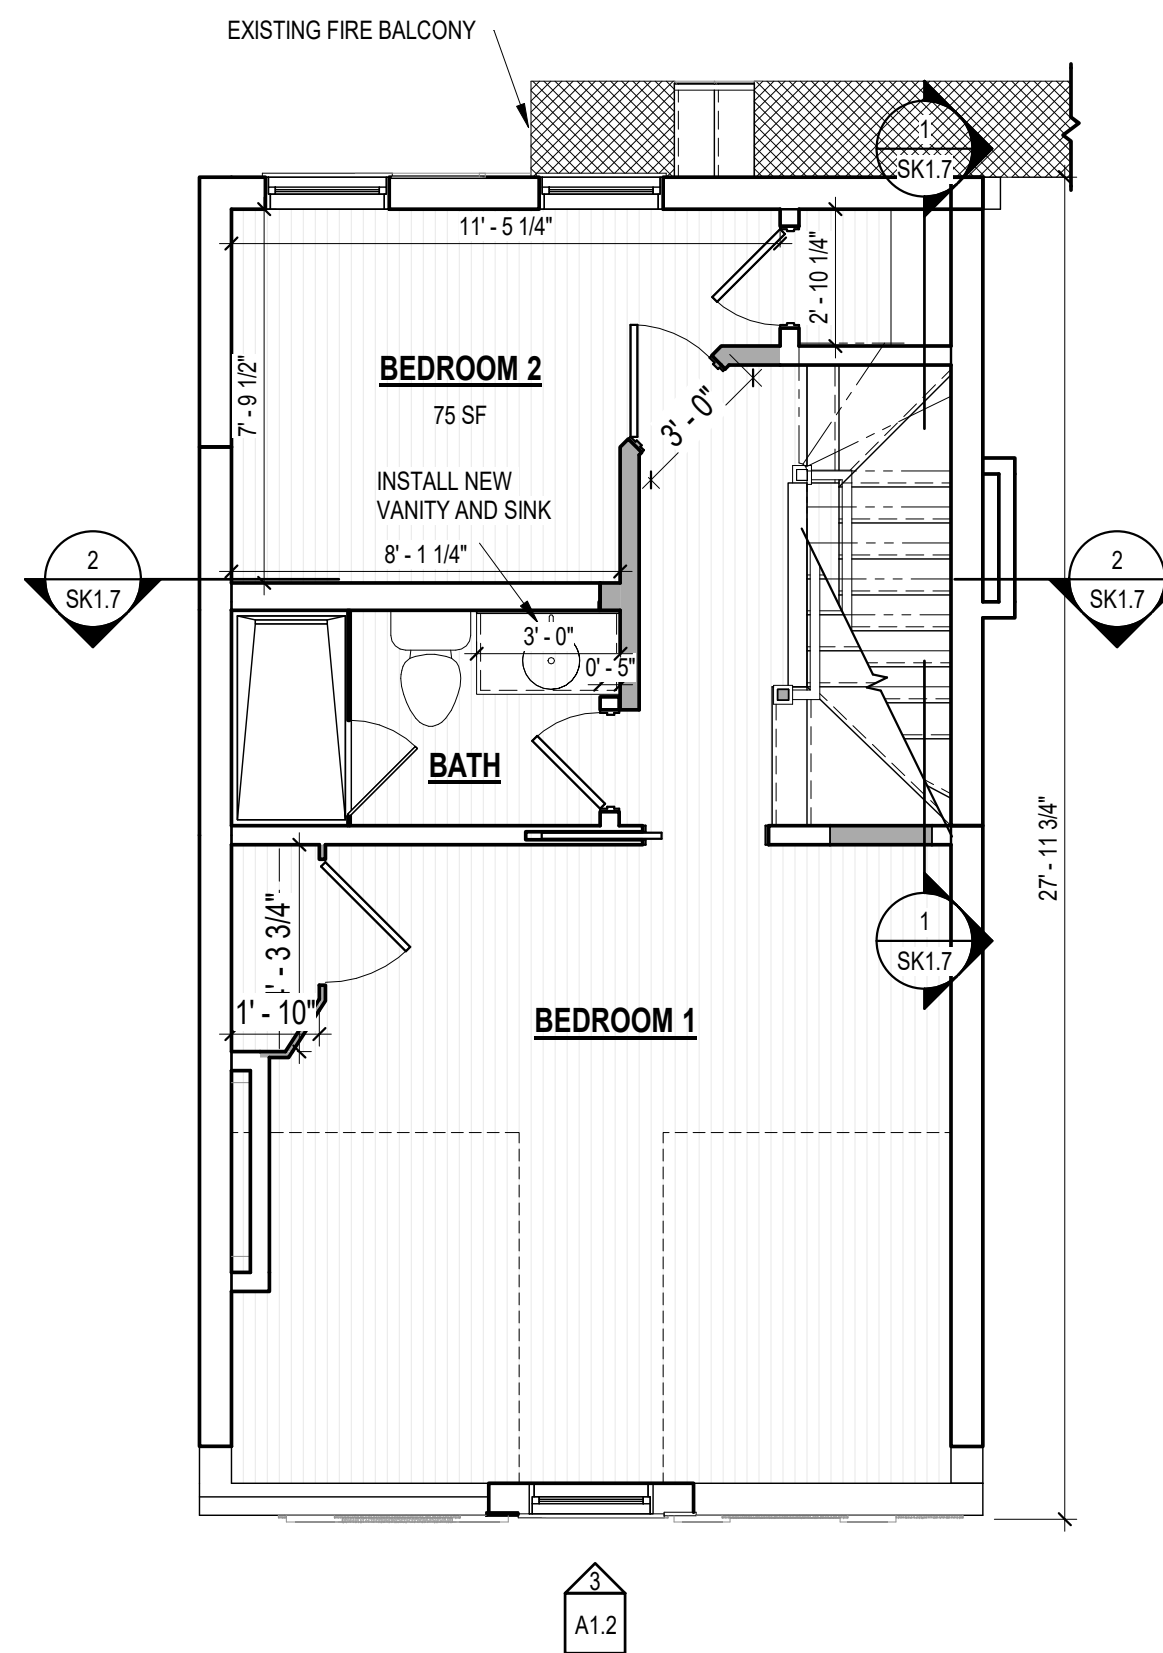 EXISTING FIRE BALCONY
1
SK1.7
11' - 5 1/4"
2' - 10 1/4"
7' - 9 1/2"
BEDROOM 2
75 SF
3' - 0"
INSTALL NEW
VANITY AND SINK
8' - 1 1/4"
2
SK1.7
2
SK1.7
3' - 0"
0' - 5"
BATH
27' - 11 3/4"
' - 3 3/4"
1' - 10"
1
SK1.7
BEDROOM 1
3
A1.2